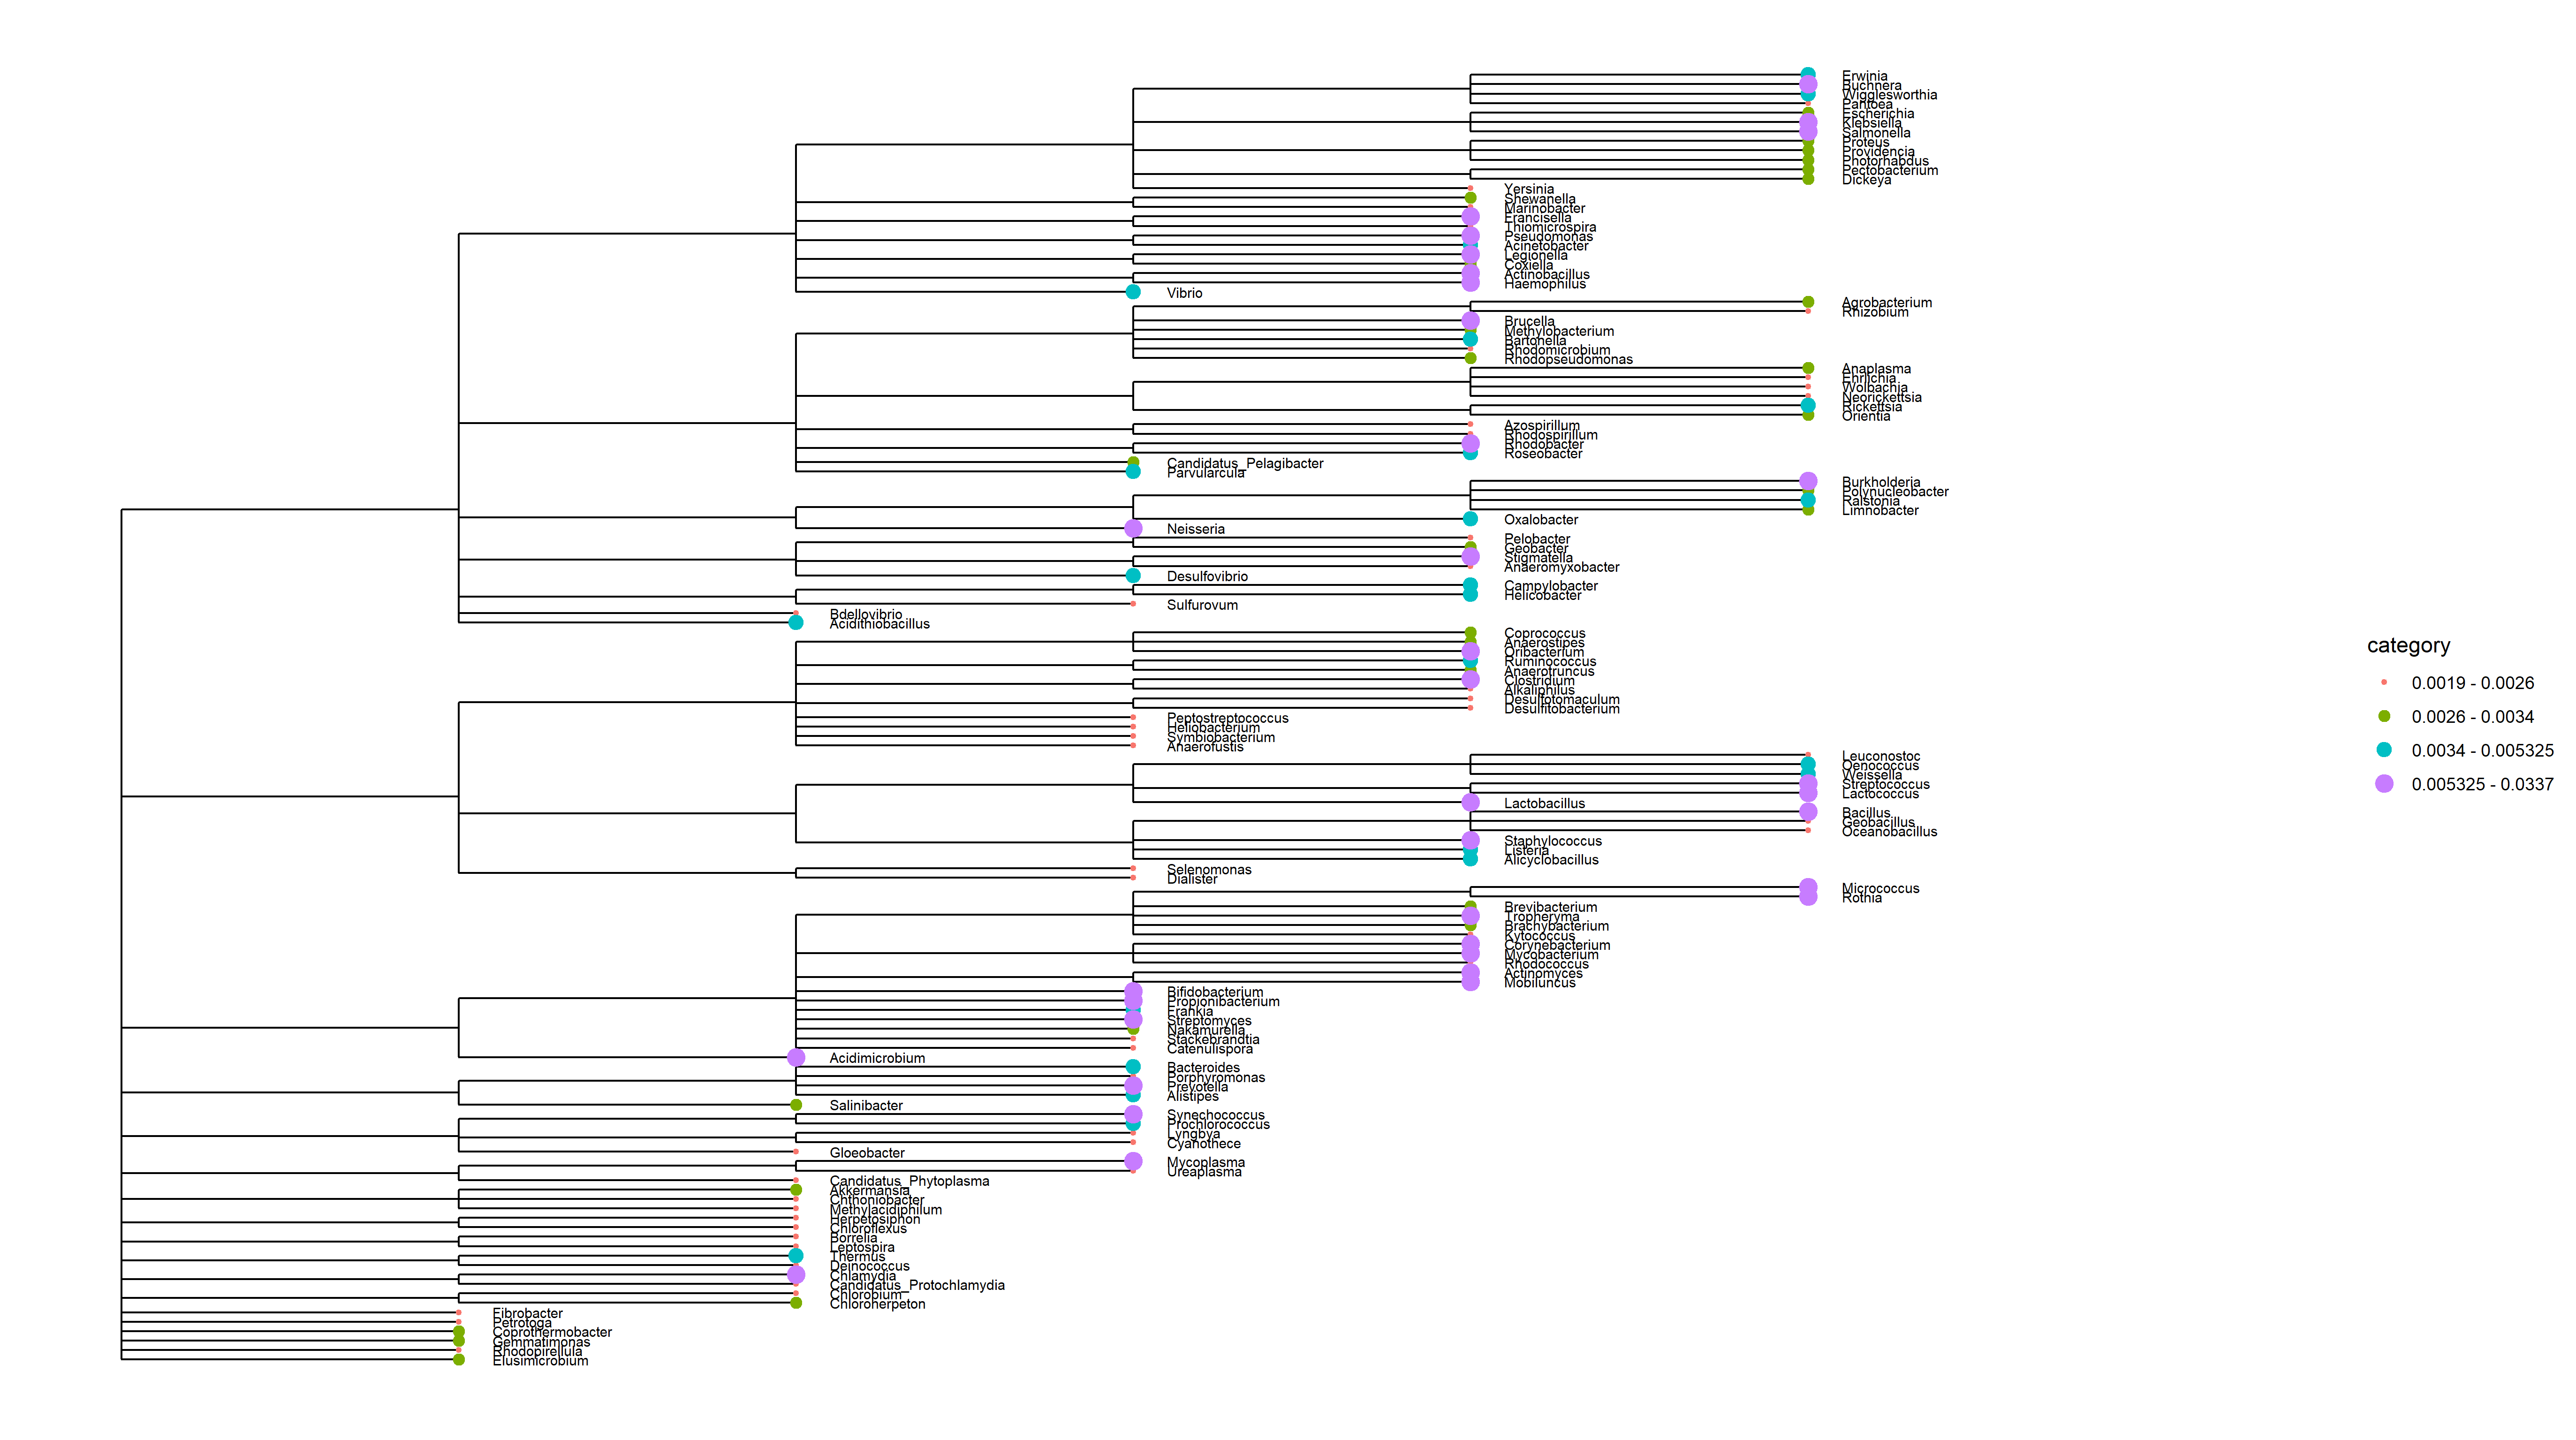 Erwinia
Buchnera
Wigglesworthia
Pantoea
Escherichia
Klebsiella
Salmonella
Proteus
Providencia
Photorhabdus
Pectobacterium
Dickeya
Yersinia
Shewanella
Marinobacter
Francisella
Thiomicrospira
Pseudomonas
Acinetobacter
Legionella
Coxiella
Actinobacillus
Haemophilus
Vibrio
Agrobacterium
Rhizobium
Brucella
Methylobacterium
Bartonella
Rhodomicrobium
Rhodopseudomonas
Anaplasma
Ehrlichia
Wolbachia
Neorickettsia
Rickettsia
Orientia
Azospirillum
Rhodospirillum
Rhodobacter
Roseobacter
Candidatus_Pelagibacter
Parvularcula
Burkholderia
Polynucleobacter
Ralstonia
Limnobacter
Oxalobacter
Neisseria
Pelobacter
Geobacter
Stigmatella
Anaeromyxobacter
Desulfovibrio
Campylobacter
Helicobacter
Sulfurovum
Bdellovibrio
Acidithiobacillus
Coprococcus
Anaerostipes
Oribacterium
Ruminococcus
Anaerotruncus
Clostridium
Alkaliphilus
Desulfotomaculum
Desulfitobacterium
Peptostreptococcus
Heliobacterium
Symbiobacterium
Anaerofustis
Leuconostoc
Oenococcus
Weissella
Streptococcus
Lactococcus
Lactobacillus
Bacillus
Geobacillus
Oceanobacillus
Staphylococcus
Listeria
Alicyclobacillus
Selenomonas
Dialister
Micrococcus
Rothia
Brevibacterium
Tropheryma
Brachybacterium
Kytococcus
Corynebacterium
Mycobacterium
Rhodococcus
Actinomyces
Mobiluncus
Bifidobacterium
Propionibacterium
Frankia
Streptomyces
Nakamurella
Stackebrandtia
Catenulispora
Acidimicrobium
Bacteroides
Porphyromonas
Prevotella
Alistipes
Salinibacter
Synechococcus
Prochlorococcus
Lyngbya
Cyanothece
Gloeobacter
Mycoplasma
Ureaplasma
Candidatus_Phytoplasma
Akkermansia
Chthoniobacter
Methylacidiphilum
Herpetosiphon
Chloroflexus
Borrelia
Leptospira
Thermus
Deinococcus
Chlamydia
Candidatus_Protochlamydia
Chlorobium
Chloroherpeton
Fibrobacter
Petrotoga
Coprothermobacter
Gemmatimonas
Rhodopirellula
Elusimicrobium
category
0.0019 - 0.0026
0.0026 - 0.0034
0.0034 - 0.005325
0.005325 - 0.0337